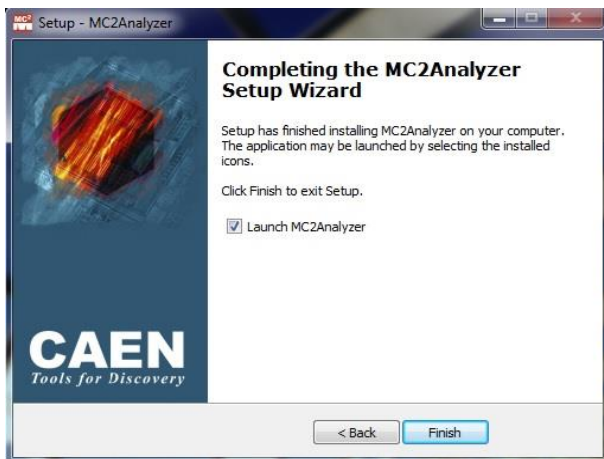 MC²
Setup - MC2Analyzer
Completing the MC2Analyzer
Setup Wizard
Setup has finished installing MC2Analyzer on your computer.
The application may be launched by selecting the installed
icons.
Click Finish to exit Setup.
Launch MC2Analyzer
CAEN
Tools for Discovery
< Back
Finish